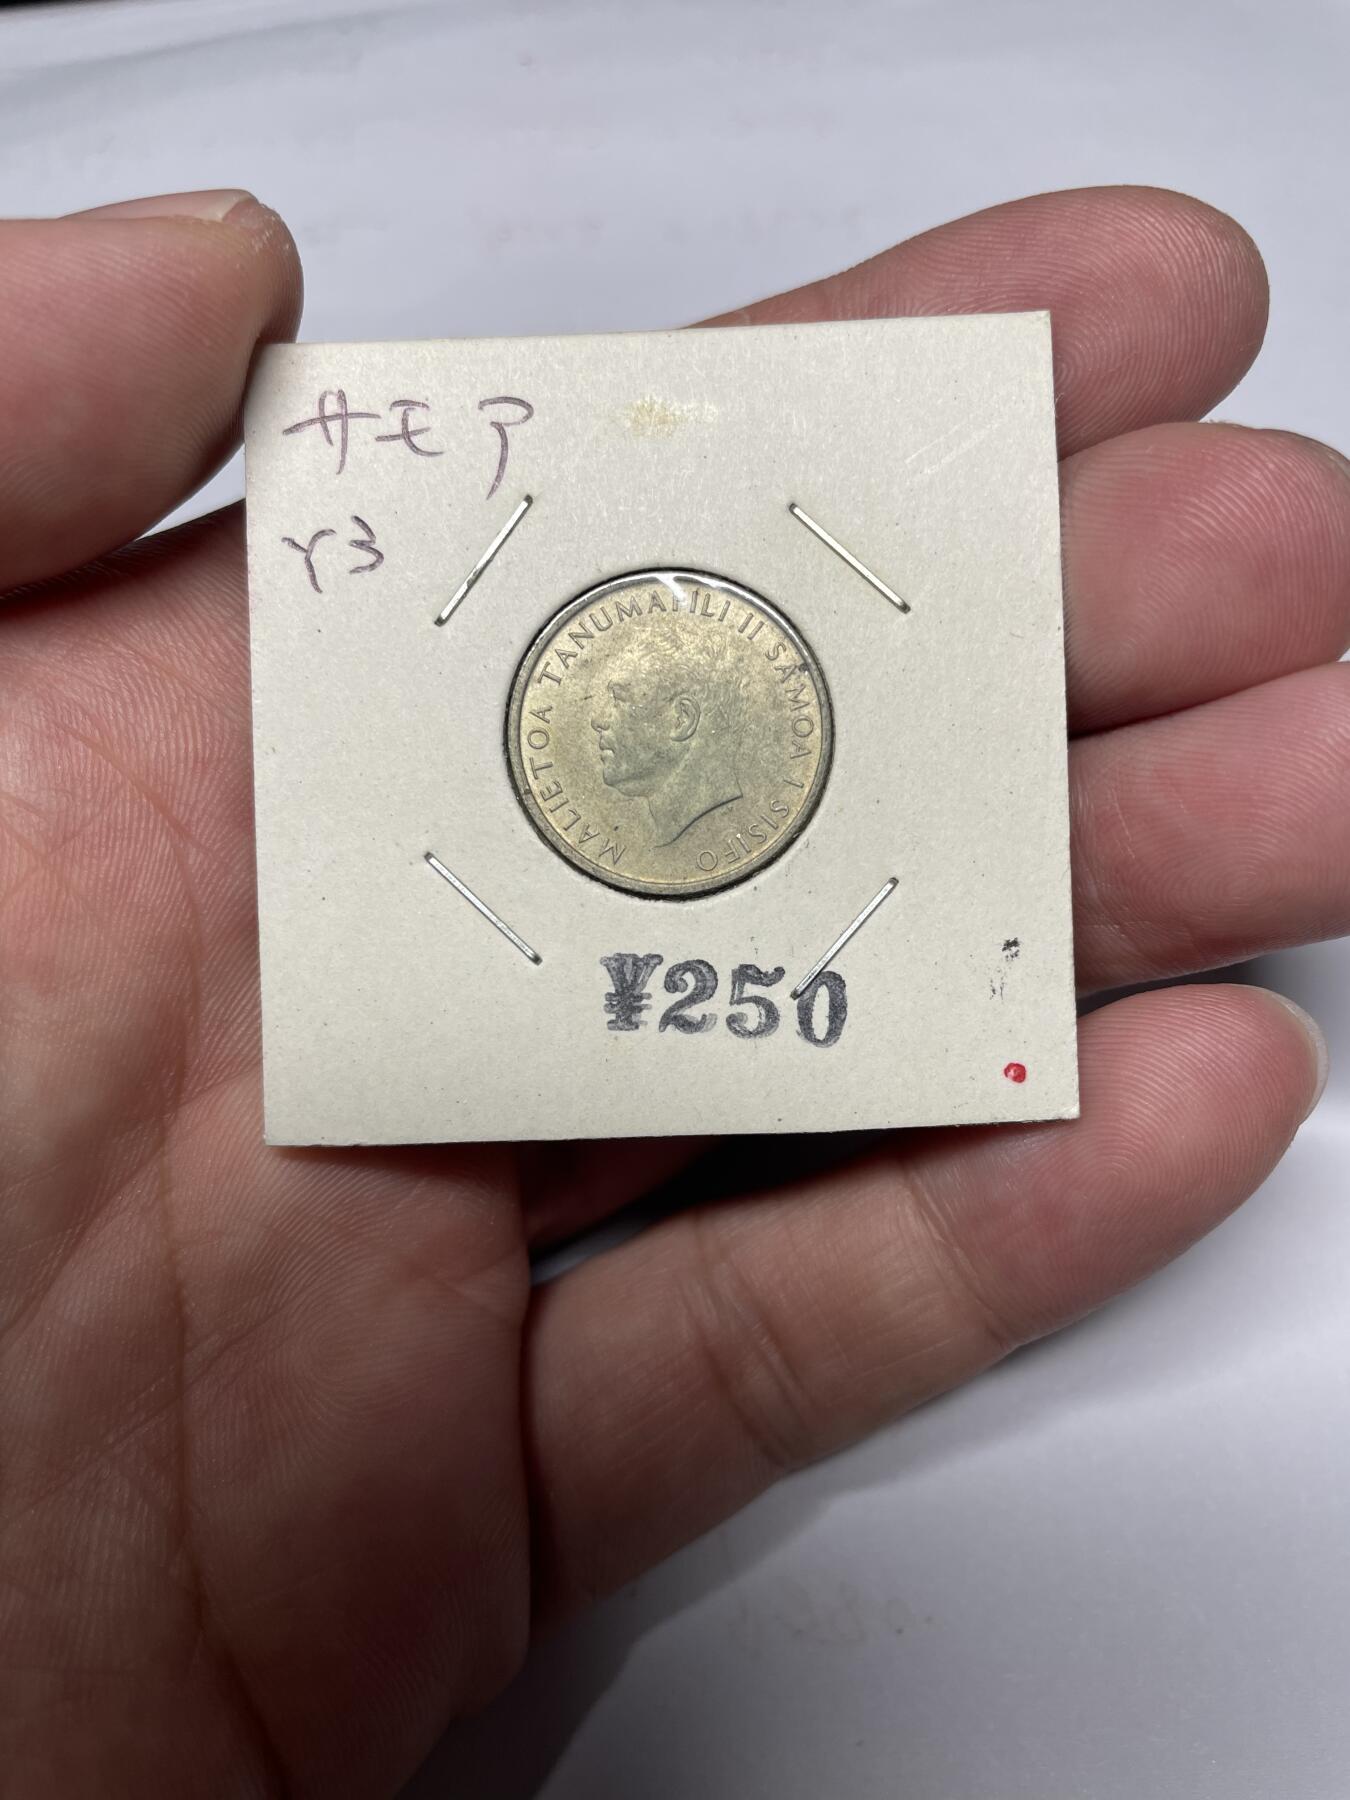 サモア
Y3
MALIETOA TANUMAFILI II SAMOA I SISIFO
¥250